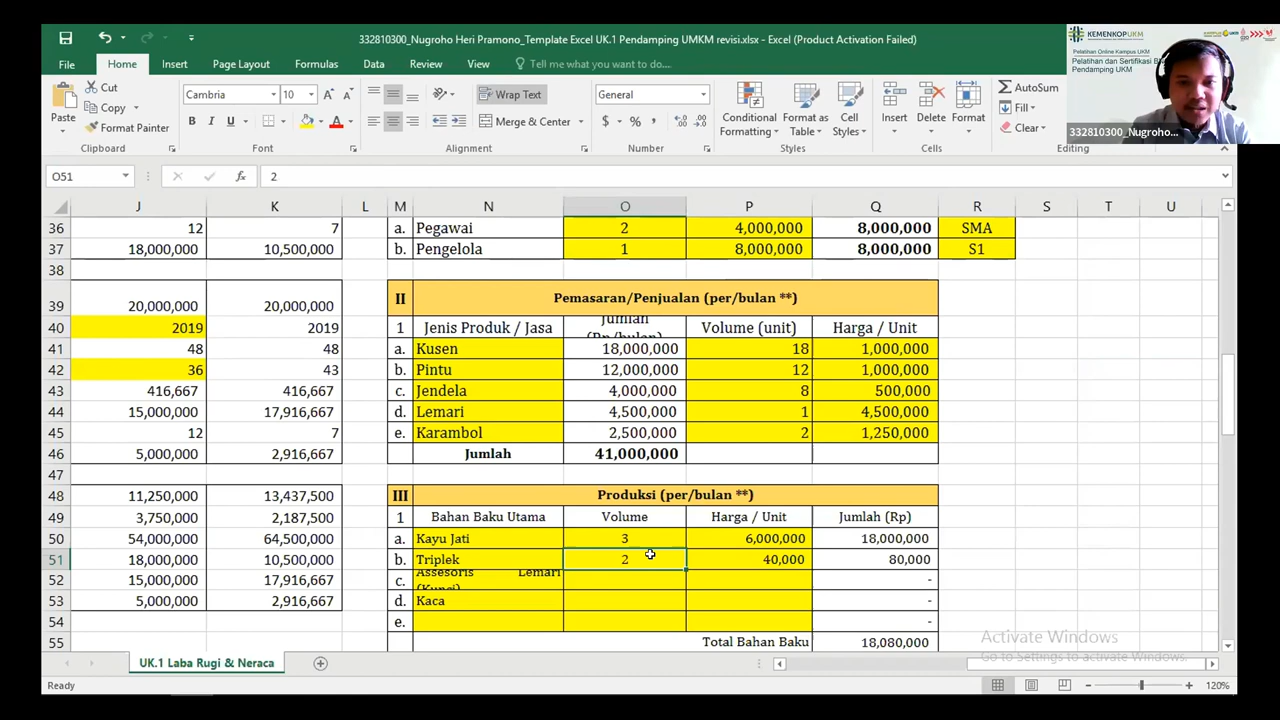 332810300_Nugroho Heri Pramono_Template Excel UK.1 Pendamping UMKM revisi.xlsx - Excel (Product Activation Failed)
KEMENKOPUKM
Pelatihan Online Kampus UKM
Pelatihan dan Sertifikasi
Pendamping UKM
332810300_Nugroho...
File Home Insert Page Layout Formulas Data Review View Tell me what you want to do...
Paste
Cut
Copy
Format Painter
Clipboard
Cambria 10
B I U
Font
Wrap Text
Merge & Center
Alignment
General
$ % ,
Number
Conditional Formatting
Format as Table
Cell Styles
Styles
Insert Delete Format
Cells
AutoSum
Fill
Clear
Editing
O51 fx 2
J K L M N O P Q R S T U
36 12 7 a. Pegawai 2 4,000,000 8,000,000 SMA
37 18,000,000 10,500,000 b. Pengelola 1 8,000,000 8,000,000 S1
38
39 20,000,000 20,000,000 II Pemasaran/Penjualan (per/bulan **)
40 2019 2019 1 Jenis Produk / Jasa Jumlah (Rp/bulan) Volume (unit) Harga / Unit
41 48 48 a. Kusen 18,000,000 18 1,000,000
42 36 43 b. Pintu 12,000,000 12 1,000,000
43 416,667 416,667 c. Jendela 4,000,000 8 500,000
44 15,000,000 17,916,667 d. Lemari 4,500,000 1 4,500,000
45 12 7 e. Karambol 2,500,000 2 1,250,000
46 5,000,000 2,916,667 Jumlah 41,000,000
47
48 11,250,000 13,437,500 III Produksi (per/bulan **)
49 3,750,000 2,187,500 1 Bahan Baku Utama Volume Harga / Unit Jumlah (Rp)
50 54,000,000 64,500,000 a. Kayu Jati 3 6,000,000 18,000,000
51 18,000,000 10,500,000 b. Triplek 2 40,000 80,000
52 15,000,000 17,916,667 c. Assesoris Lemari (Kunci) -
53 5,000,000 2,916,667 d. Kaca -
54 e. -
55 Total Bahan Baku 18,080,000
Activate Windows
Go to Settings to activate Windows.
UK.1 Laba Rugi & Neraca
Ready 120%